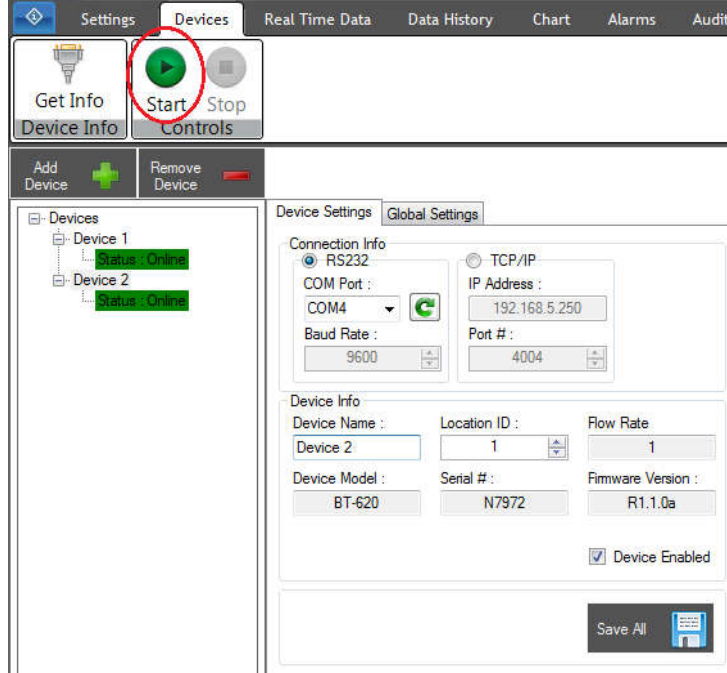 Settings Devices Real Time Data Data History Chart Alarms Audit
Get Info Start Stop
Device Info Controls
Add Device
Remove Device
Devices
Device 1
Status : Online
Device 2
Status : Online
Device Settings Global Settings
Connection Info
RS232 TCP/IP
COM Port : IP Address :
COM4 192.168.5.250
Baud Rate : Port # :
9600 4004
Device Info
Device Name : Location ID : Flow Rate
Device 2 1 1
Device Model : Serial # : Firmware Version :
BT-620 N7972 R1.1.0a
Device Enabled
Save All